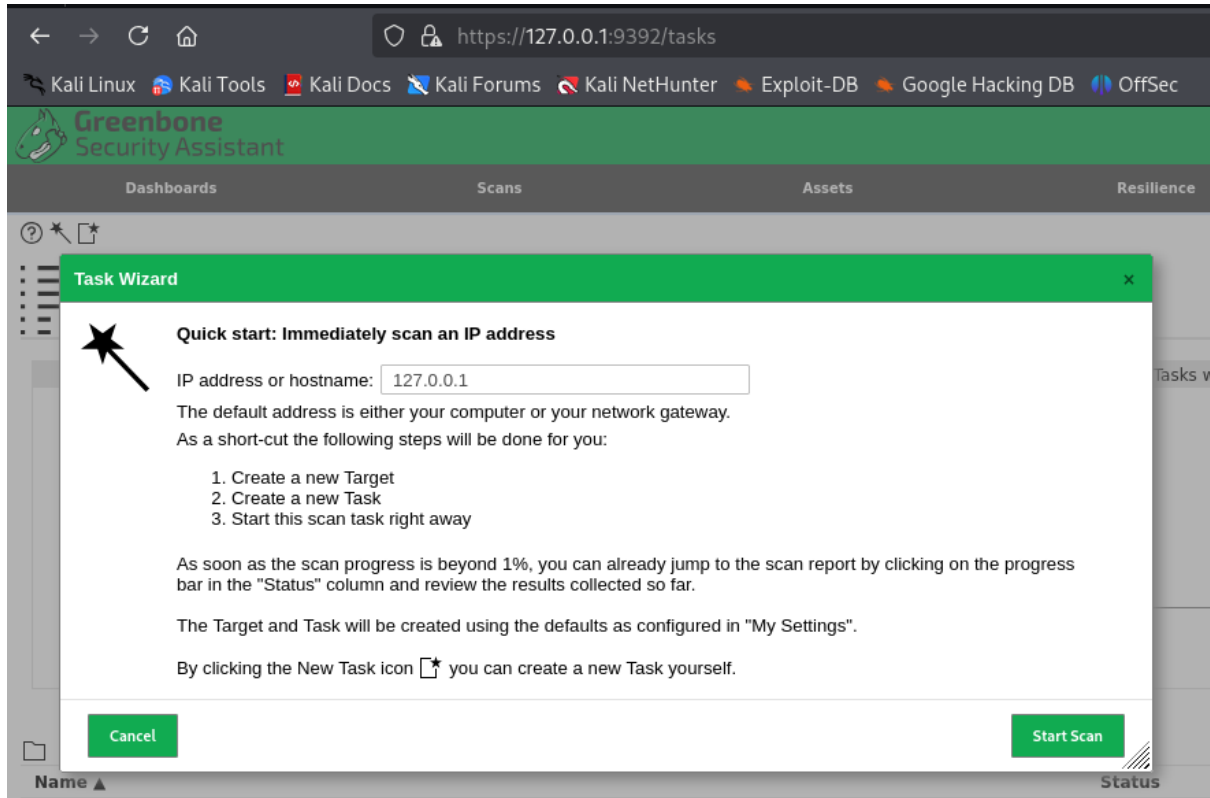 https://127.0.0.1:9392/tasks
Kali Linux Kali Tools Kali Docs Kali Forums Kali NetHunter Exploit-DB Google Hacking DB OffSec
Greenbone
Security Assistant
Dashboards Scans Assets Resilience
Task Wizard ×
Quick start: Immediately scan an IP address
IP address or hostname: 127.0.0.1
Tasks
The default address is either your computer or your network gateway.
As a short-cut the following steps will be done for you:
1. Create a new Target
2. Create a new Task
3. Start this scan task right away
As soon as the scan progress is beyond 1%, you can already jump to the scan report by clicking on the progress
bar in the "Status" column and review the results collected so far.
The Target and Task will be created using the defaults as configured in "My Settings".
By clicking the New Task icon you can create a new Task yourself.
Cancel Start Scan
Name ▲ Status